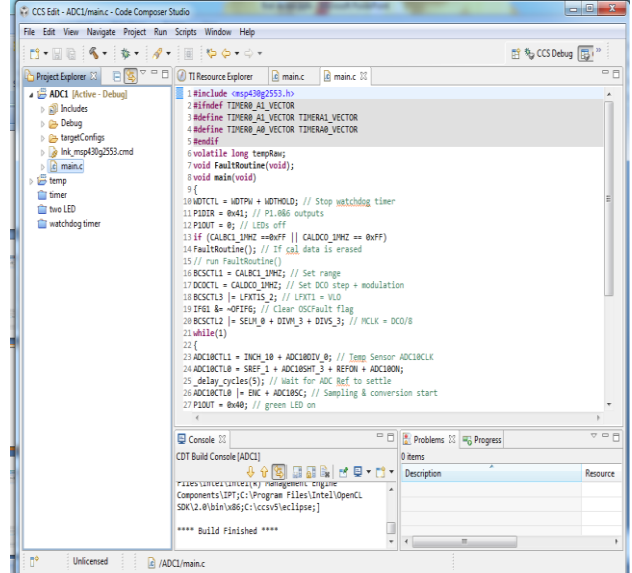 CCS Edit - ADC1/main.c - Code Composer Studio
File Edit View Navigate Project Run Scripts Window Help
CCS Debug
Project Explorer
TI Resource Explorer
main.c
main.c
ADC1 [Active - Debug]
Includes
Debug
targetConfigs
lnk_msp430g2553.cmd
main.c
temp
timer
two LED
watchdog timer
1 #include <msp430g2553.h>
2 #ifndef TIMER0_A1_VECTOR
3 #define TIMER0_A1_VECTOR TIMERA1_VECTOR
4 #define TIMER0_A0_VECTOR TIMERA0_VECTOR
5 #endif
6 volatile long tempRaw;
7 void FaultRoutine(void);
8 void main(void)
9 {
10 WDTCTL = WDTPW + WDTHOLD; // Stop watchdog timer
11 P1DIR = 0x41; // P1.0&6 outputs
12 P1OUT = 0; // LEDs off
13 if (CALBC1_1MHZ ==0xFF || CALDCO_1MHZ == 0xFF)
14 FaultRoutine(); // If cal data is erased
15 // run FaultRoutine()
16 BCSCTL1 = CALBC1_1MHZ; // Set range
17 DCOCTL = CALDCO_1MHZ; // Set DCO step + modulation
18 BCSCTL3 |= LFXT1S_2; // LFXT1 = VLO
19 IFG1 &= ~OFIFG; // Clear OSCFault flag
20 BCSCTL2 |= SELM_0 + DIVM_3 + DIVS_3; // MCLK = DCO/8
21 while(1)
22 {
23 ADC10CTL1 = INCH_10 + ADC10DIV_0; // Temp Sensor ADC10CLK
24 ADC10CTL0 = SREF_1 + ADC10SHT_3 + REFON + ADC10ON;
25 _delay_cycles(5); // Wait for ADC Ref to settle
26 ADC10CTL0 |= ENC + ADC10SC; // Sampling & conversion start
27 P1OUT = 0x40; // green LED on
Console
Problems
Progress
CDT Build Console [ADC1]
0 items
Description
Resource
Files\Intel\Intel(R) Management Engine
Components\IPT;C:\Program Files\Intel\OpenCL
SDK\2.0\bin\x86;C:\ccsv5\eclipse;]
**** Build Finished ****
Unlicensed
/ADC1/main.c